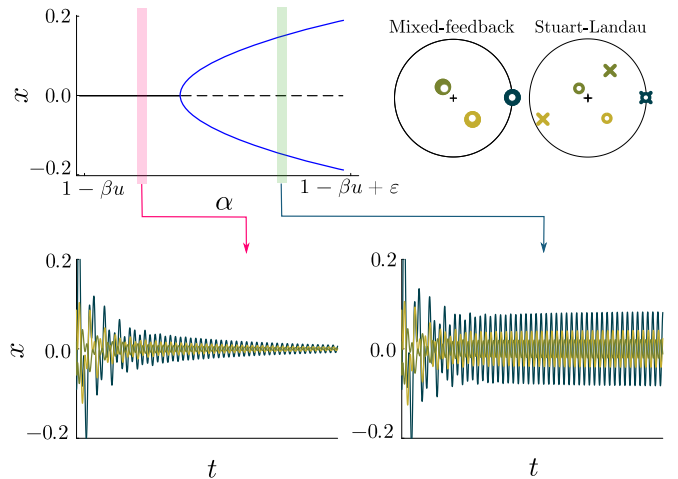 0.2
x
0.0
−0.2
1 − βu
1 − βu + ε
α
Mixed-feedback
Stuart-Landau
0.2
x
0.0
−0.2
t
0.2
0.0
−0.2
t